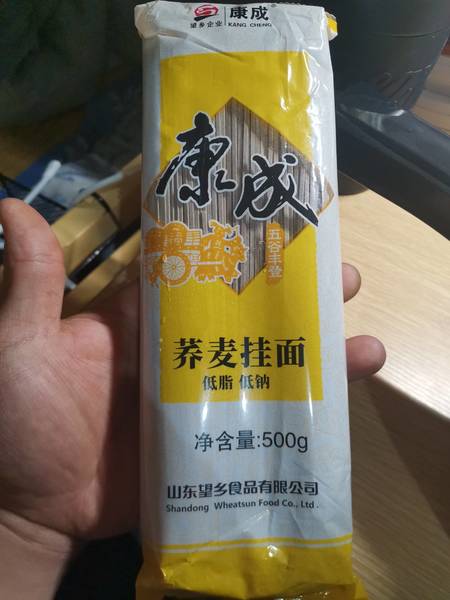 康成
望乡企业 KANG CHENG
康成
五谷丰登
荞麦挂面
低脂 低钠
净含量:500g
山东望乡食品有限公司
Shandong Wheatsun Food Co., Ltd .